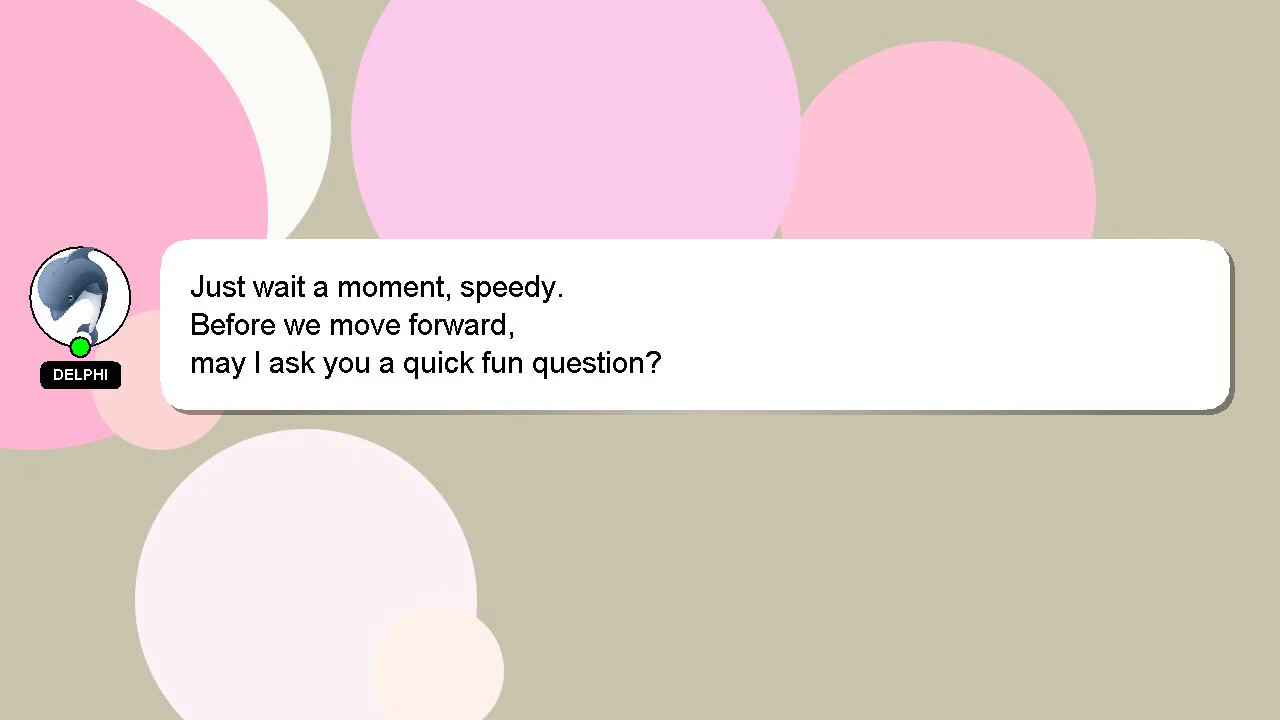 Just wait a moment, speedy.
Before we move forward,
may I ask you a quick fun question?
DELPHI